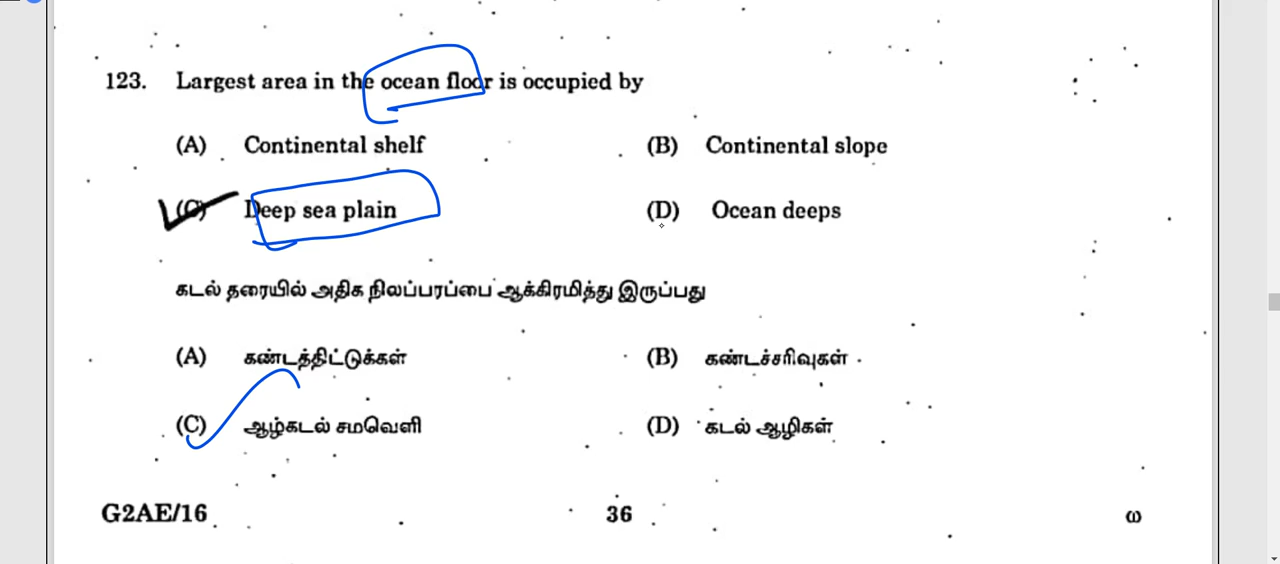 123. Largest area in the ocean floor is occupied by
(A) Continental shelf (B) Continental slope
(C) Deep sea plain (D) Ocean deeps
கடல் தரையில் அதிக நிலப்பரப்பை ஆக்கிரமித்து இருப்பது
(A) கண்டத்திட்டுக்கள் (B) கண்டச்சரிவுகள்
(C) ஆழ்கடல் சமவெளி (D) கடல் ஆழிகள்
G2AE/16 36 ω